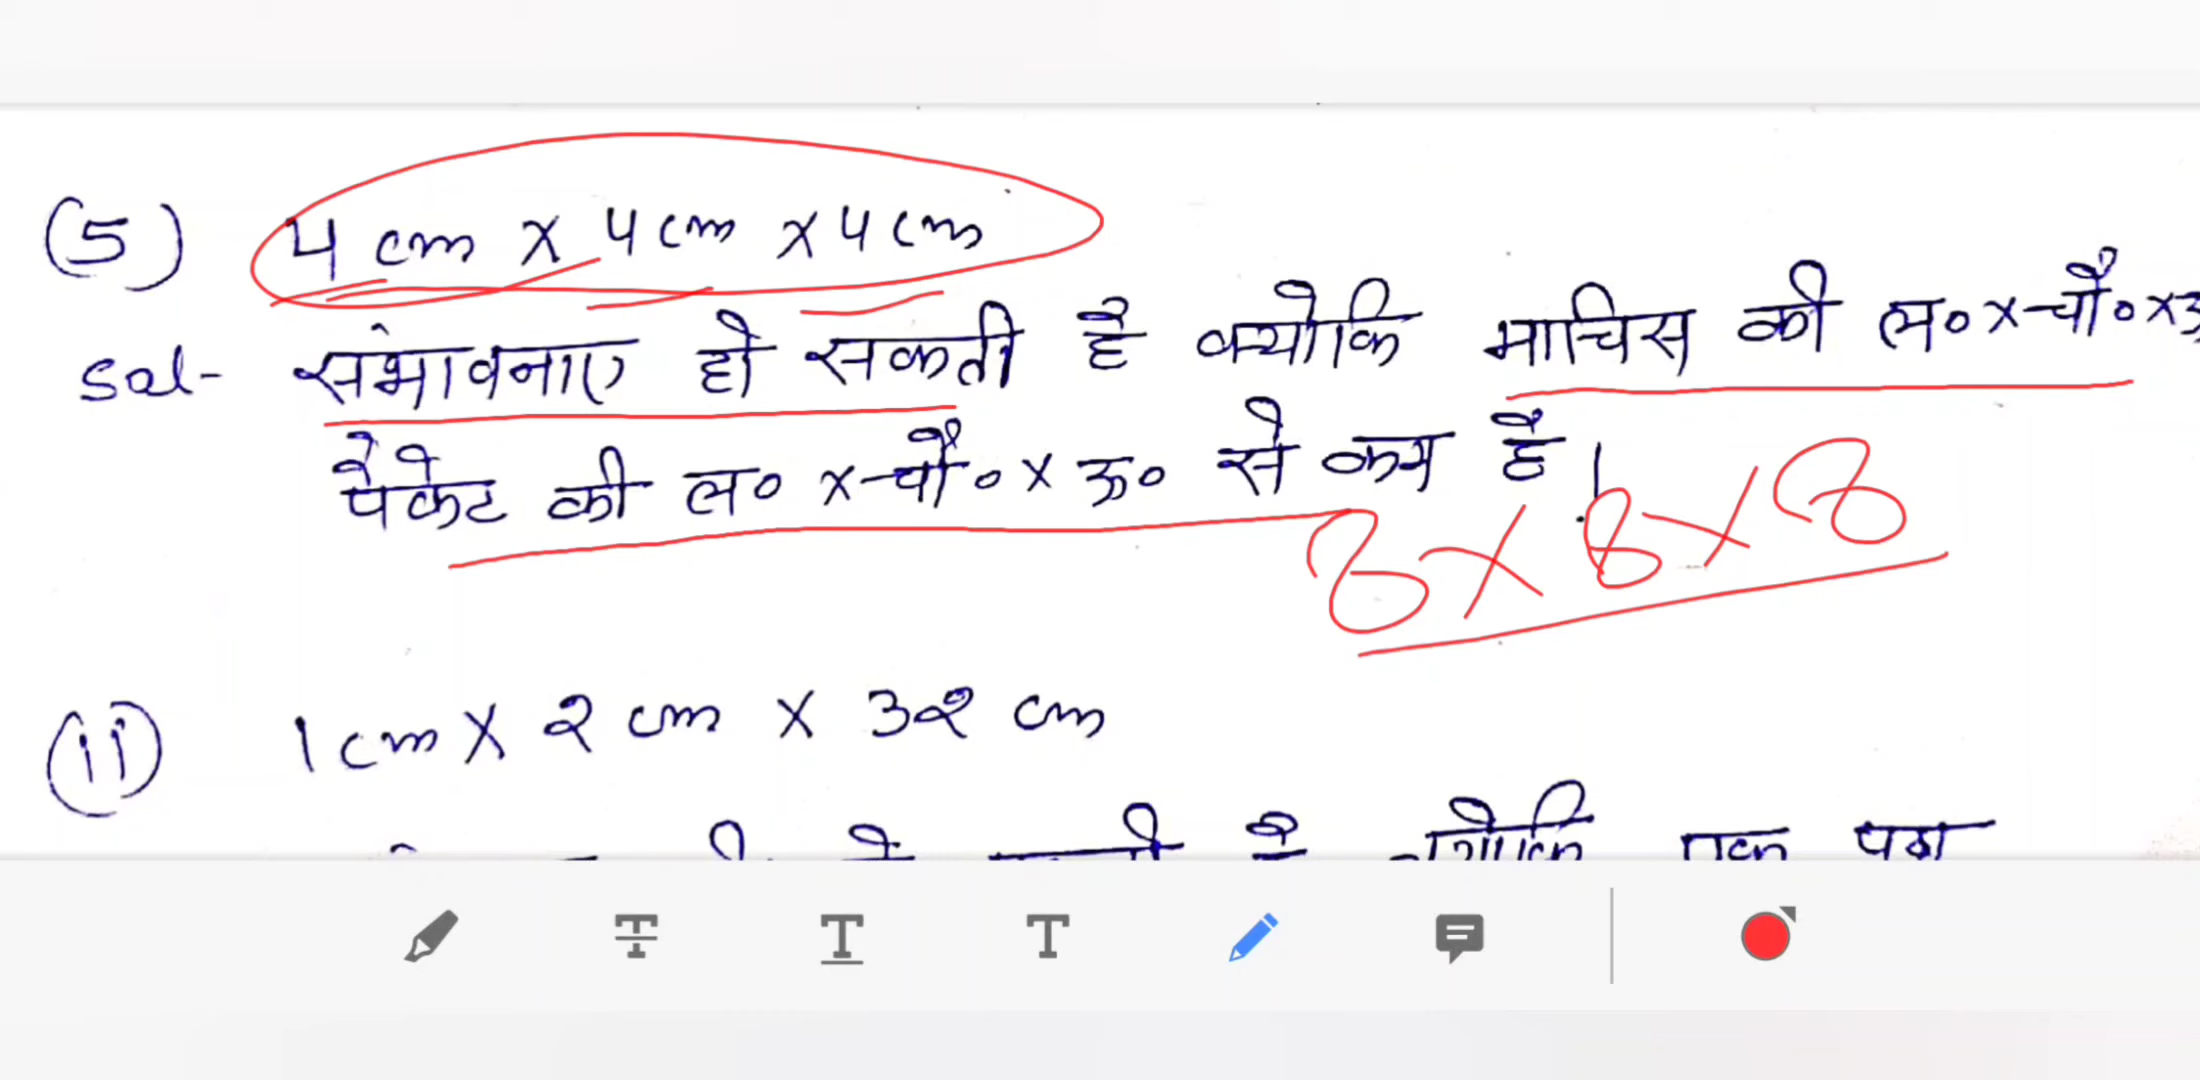 (5) 4 cm x 4 cm x 4 cm
Sol- संभावनाए हो सकती है क्योकि माचिस की ल० x चौ० x
पैकेट की ल० x चौ० x ऊ० से कम है।
8 x 8 x 8
(ii) 1 cm x 2 cm x 32 cm